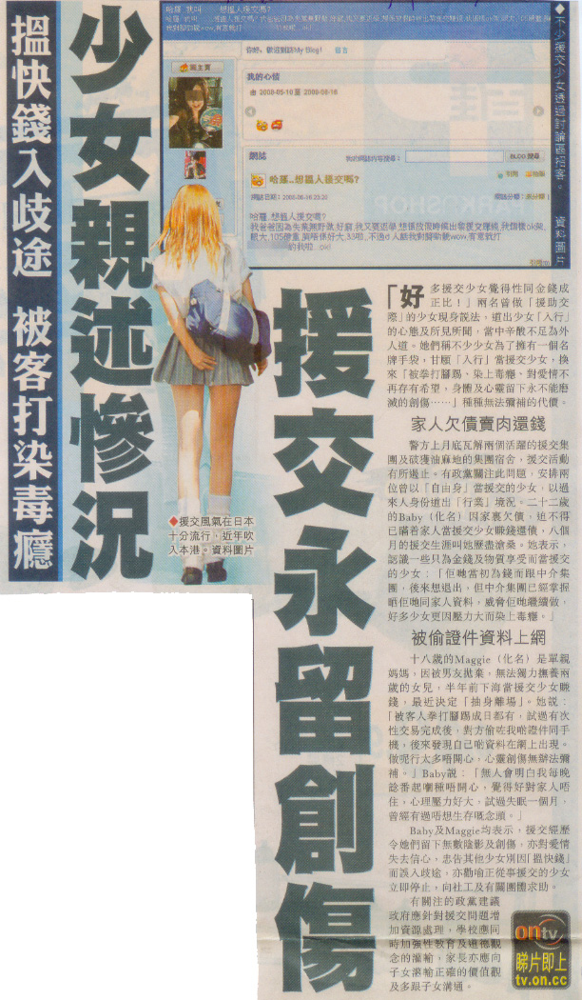 搵快錢入歧途　被客打染毒癮
少女親述慘況
援交永留創傷
◆不少援交少女透過討論區招客。　資料圖片
你好，歡迎對談My Blog!　留言
回主頁
我的心情
由 2009-05-10 至 2009-08-16
網誌
BLOG 搜尋
哈羅..想搵人援交嗎?
哈羅..想搵人援交嗎?
◆援交風氣在日本
十分流行，近年吹
入本港。資料圖片
「好多援交少女覺得性同金錢成
正比！」兩名曾做「援助交
際」的少女現身說法，道出少女「入行」
的心態及所見所聞，當中辛酸不足為外
人道。她們稱不少少女為了擁有一個名
牌手袋，甘願「入行」當援交少女，換
來「被拳打腳踢、染上毒癮、對愛情不
再存有希望，身體及心靈留下永不能磨
滅的創傷……」種種無法彌補的代價。
家人欠債賣肉還錢
警方上月底瓦解兩個活躍的援交集
團及破獲油麻地的集團宿舍，援交活動
有所遏止。有政黨關注此問題，安排兩
位曾以「自由身」當援交的少女，以過
來人身份道出「行業」境況。二十二歲
的Baby（化名）因家裏欠債，迫不得
已瞞着家人當援交少女賺錢還債，八個
月的援交生涯叫她歷盡滄桑。她表示，
認識一些只為金錢及物質享受而當援交
的少女：「佢哋當初為錢而跟中介集
團，後來想退出，但中介集團已經掌握
晒佢哋同家人資料，威脅佢哋繼續做，
好多少女更因壓力大而染上毒癮。」
被偷證件資料上網
十八歲的Maggie（化名）是單親
媽媽，因被男友拋棄，無法獨力撫養兩
歲的女兒，半年前下海當援交少女賺
錢，最近決定「抽身離場」。她說：
「被客人拳打腳踢成日都有，試過有次
性交易完成後，對方偷咗我啲證件同手
機，後來發現自己啲資料在網上出現。
做呢行太多唔開心，心靈創傷無辦法彌
補。」Baby說：「無人會明白我每晚
諗番起嗰種唔開心，覺得好對家人唔
住，心理壓力好大，試過失眠一個月，
曾經有過唔想生存嘅念頭。」
Baby及Maggie均表示，援交經歷
令她們留下無數陰影及創傷，亦對愛情
失去信心，忠告其他少女別因「搵快錢」
而誤入歧途，亦勸喻正從事援交的少女
立即停止，向社工及有關團體求助。
有關注的政黨建議
政府應針對援交問題增
加資源處理，學校應同
時加強性教育及道德觀
念的灌輸，家長亦應向
子女灌輸正確的價值觀
及多跟子女溝通。
ontv
睇片即上
tv.on.cc